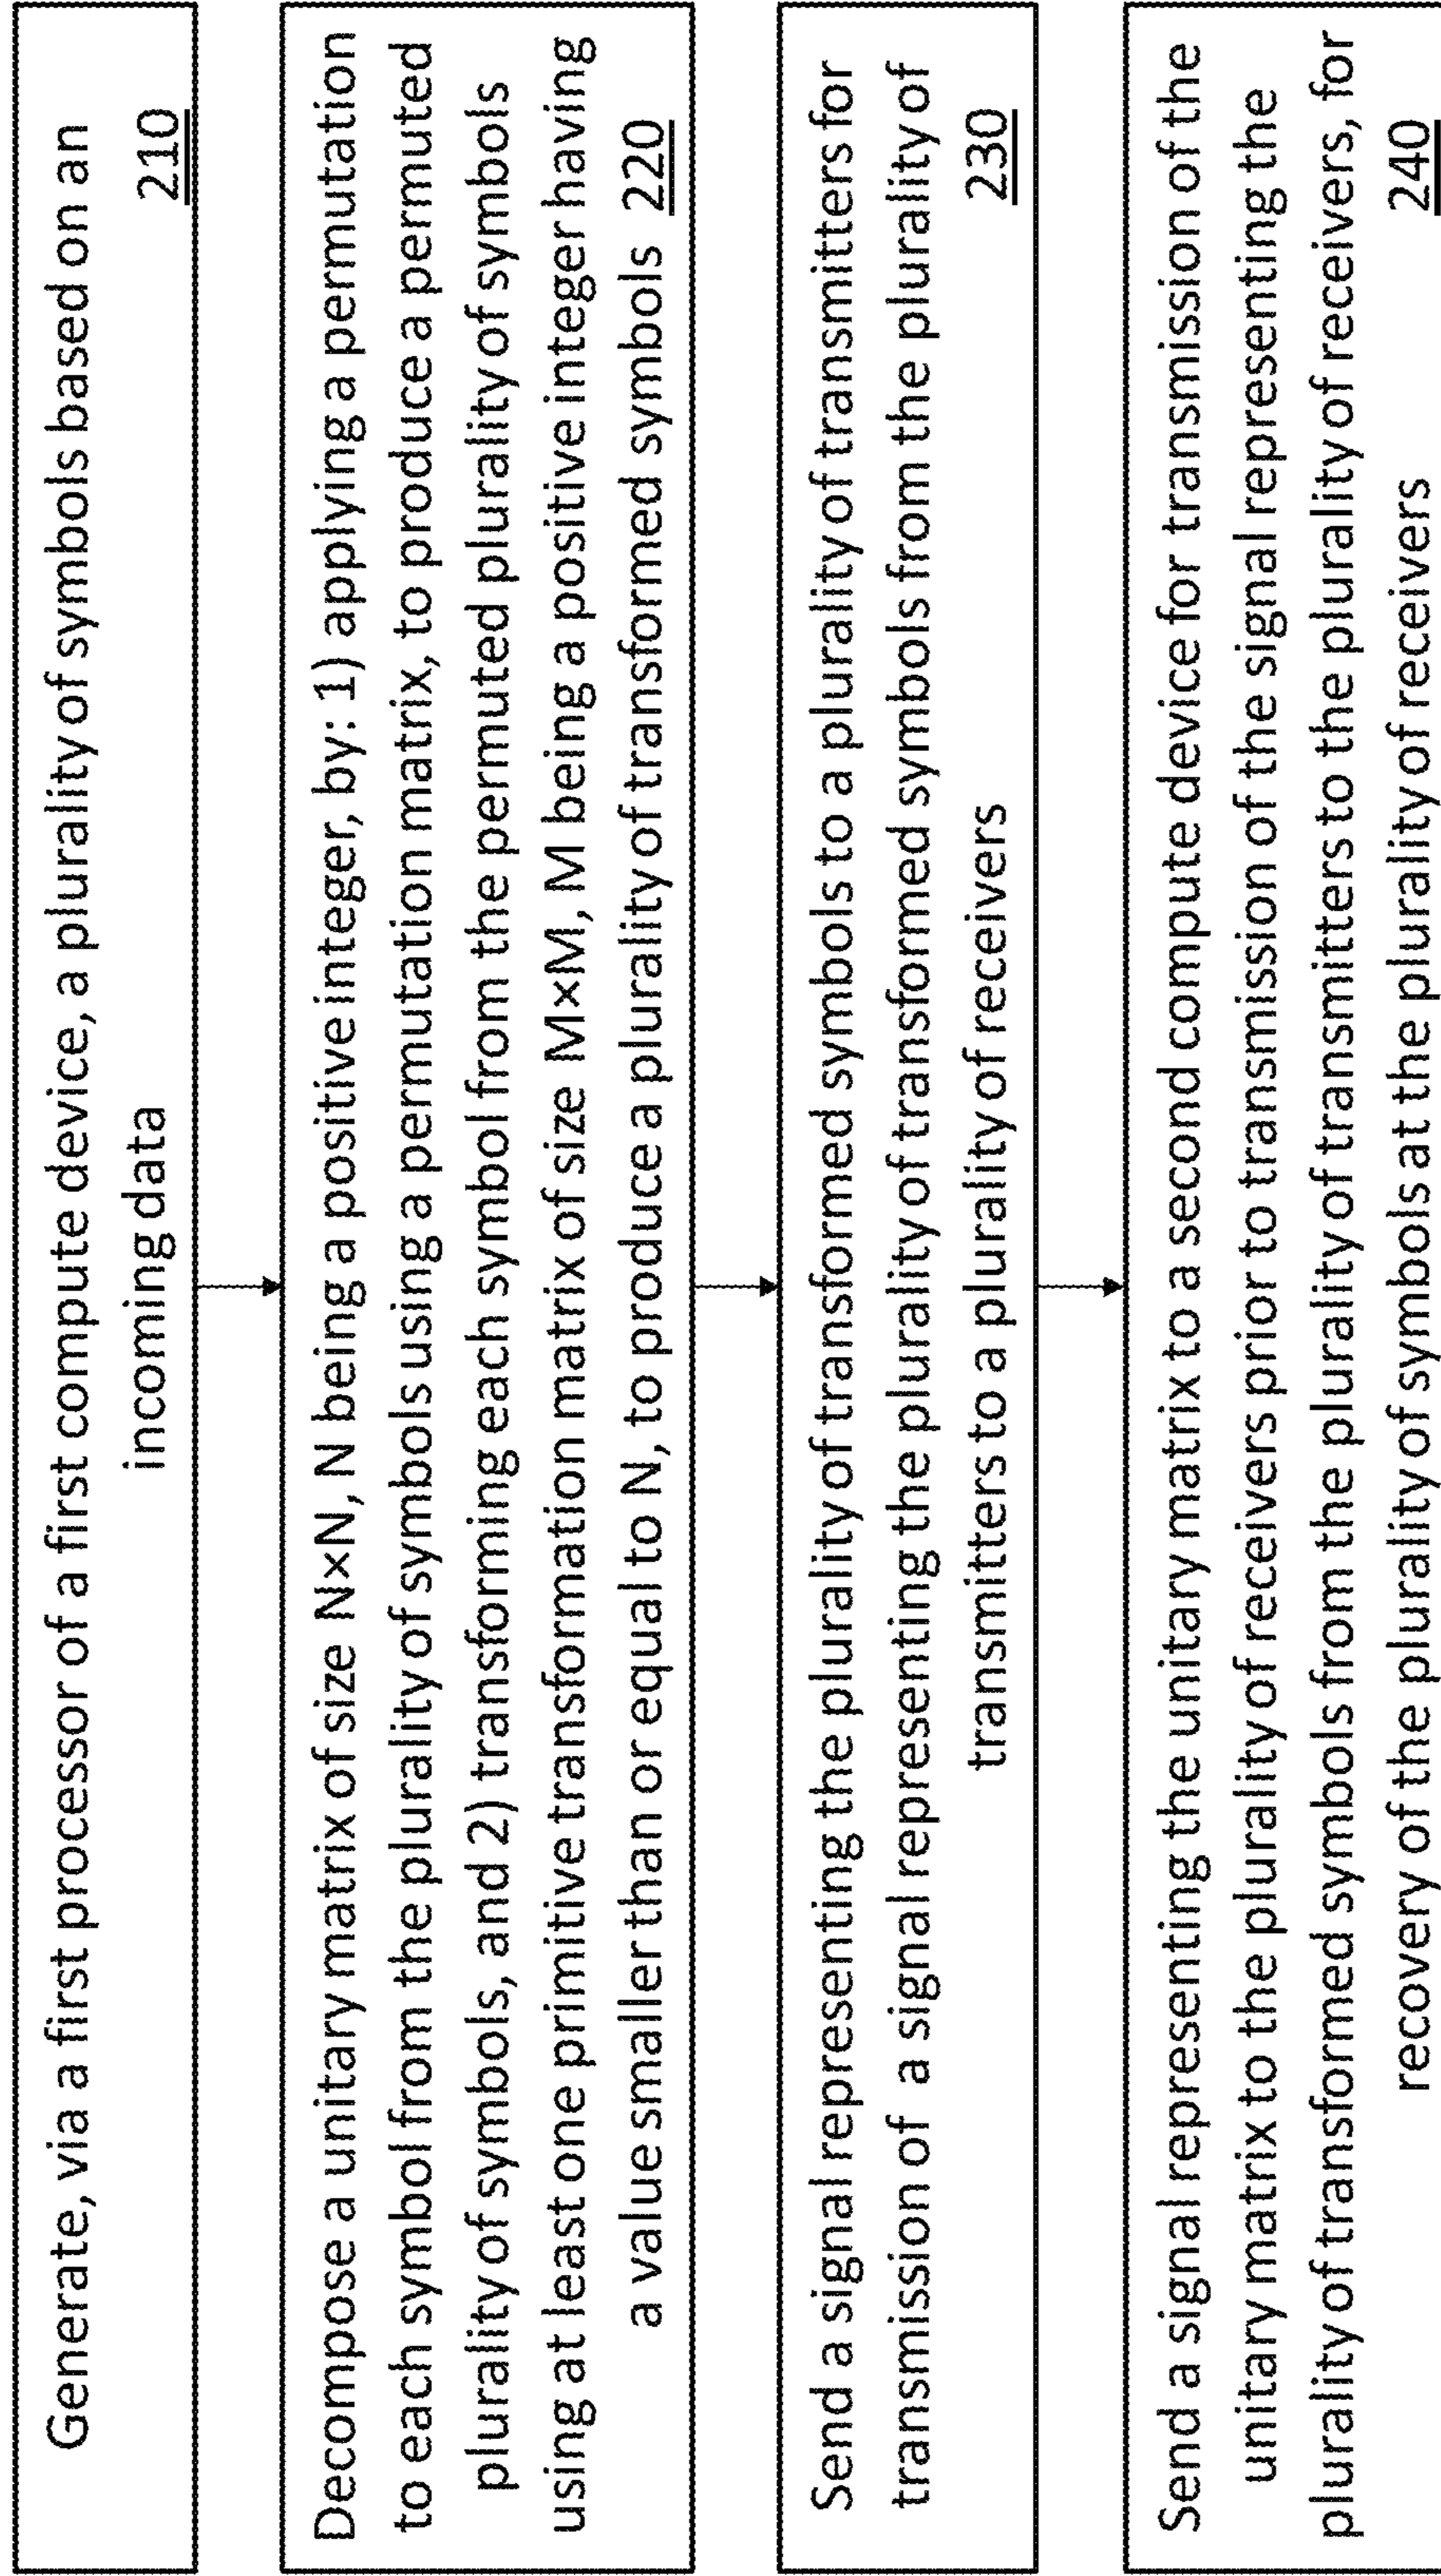 Generate, via a first processor of a first compute device, a plurality of symbols based on an
incoming data 210
Decompose a unitary matrix of size N×N, N being a positive integer, by: 1) applying a permutation
to each symbol from the plurality of symbols using a permutation matrix, to produce a permuted
plurality of symbols, and 2) transforming each symbol from the permuted plurality of symbols
using at least one primitive transformation matrix of size M×M, M being a positive integer having
a value smaller than or equal to N, to produce a plurality of transformed symbols 220
Send a signal representing the plurality of transformed symbols to a plurality of transmitters for
transmission of a signal representing the plurality of transformed symbols from the plurality of
transmitters to a plurality of receivers 230
Send a signal representing the unitary matrix to a second compute device for transmission of the
unitary matrix to the plurality of receivers prior to transmission of the signal representing the
plurality of transformed symbols from the plurality of transmitters to the plurality of receivers, for
recovery of the plurality of symbols at the plurality of receivers 240